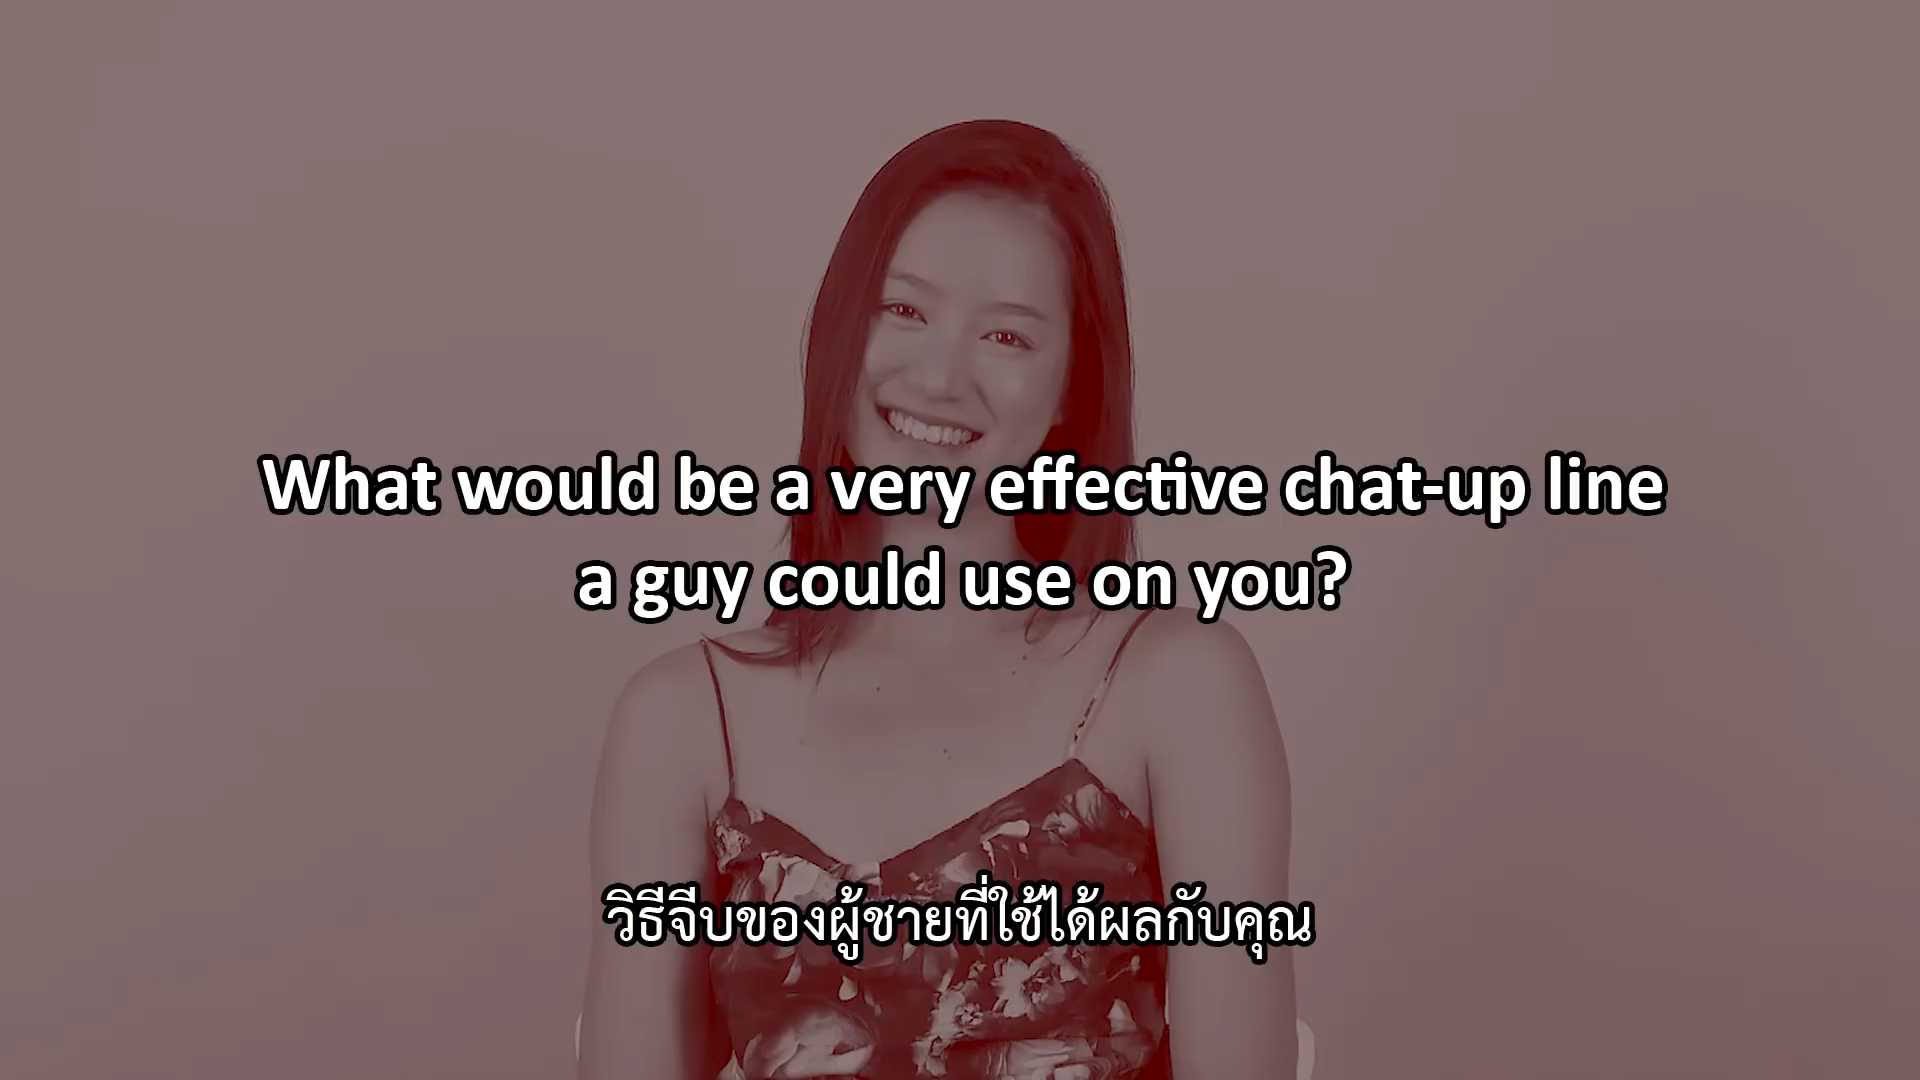 What would be a very effective chat-up line
a guy could use on you?
วิธีจีบของผู้ชายที่ใช้ได้ผลกับคุณ